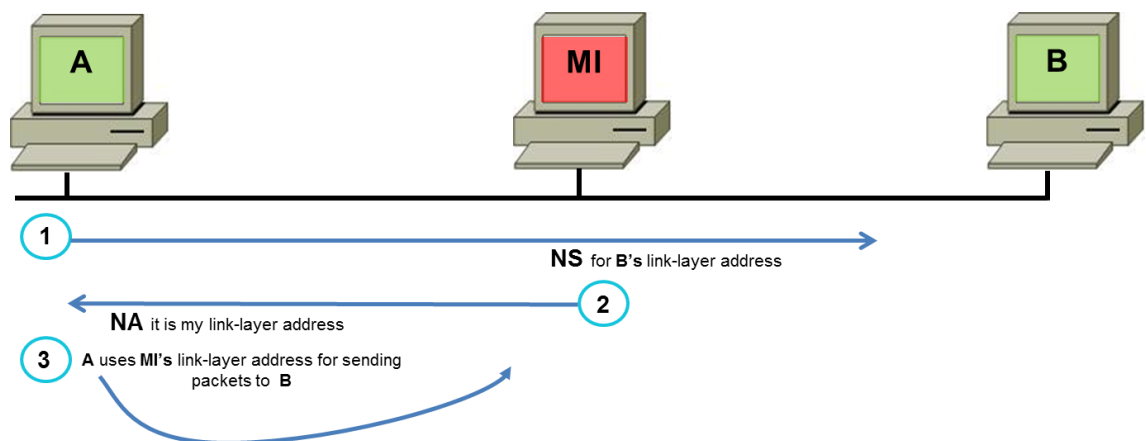 A
MI
B
1
NS for B's link-layer address
2
NA it is my link-layer address
3
A uses MI's link-layer address for sending
packets to B